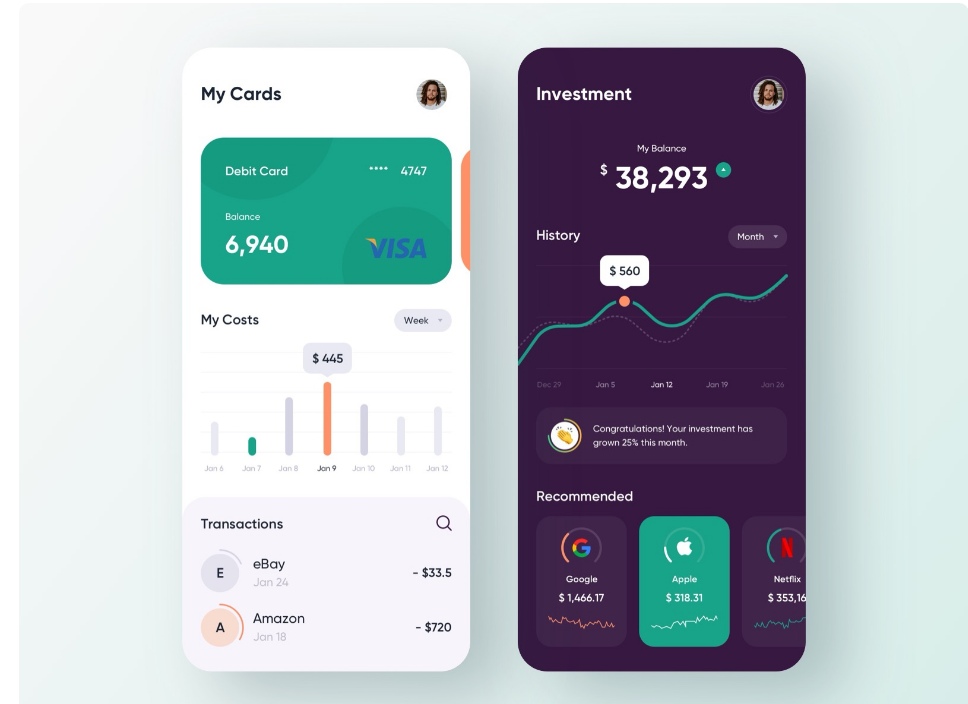 My Cards
Debit Card **** 4747
Balance
6,940
VISA
My Costs
Week
$ 445
Jan 6 Jan 7 Jan 8 Jan 9 Jan 10 Jan 11 Jan 12
Transactions
E
eBay
Jan 24
- $33.5
A
Amazon
Jan 18
- $720
Investment
My Balance
$ 38,293
History
Month
$ 560
Dec 29 Jan 5 Jan 12 Jan 19 Jan 26
Congratulations! Your investment has
grown 25% this month.
Recommended
G
Google
$ 1,466.17
Apple
$ 318.31
N
Netflix
$ 353,16